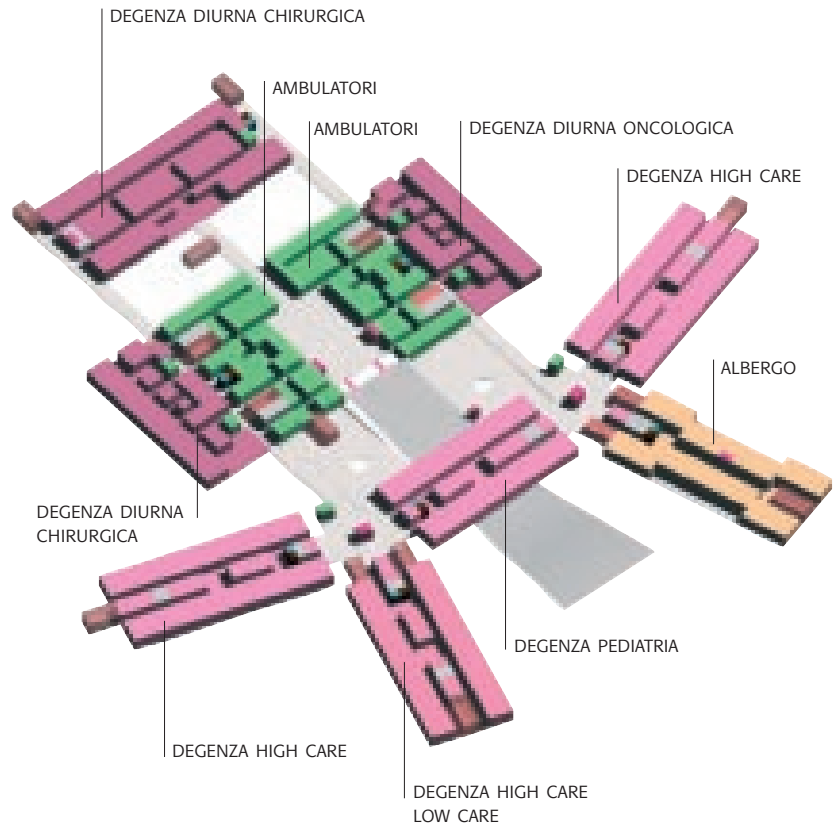 DEGENZA DIURNA CHIRURGICA
AMBULATORI
AMBULATORI
DEGENZA DIURNA ONCOLOGICA
DEGENZA HIGH CARE
ALBERGO
DEGENZA DIURNA
CHIRURGICA
DEGENZA PEDIATRIA
DEGENZA HIGH CARE
DEGENZA HIGH CARE
LOW CARE